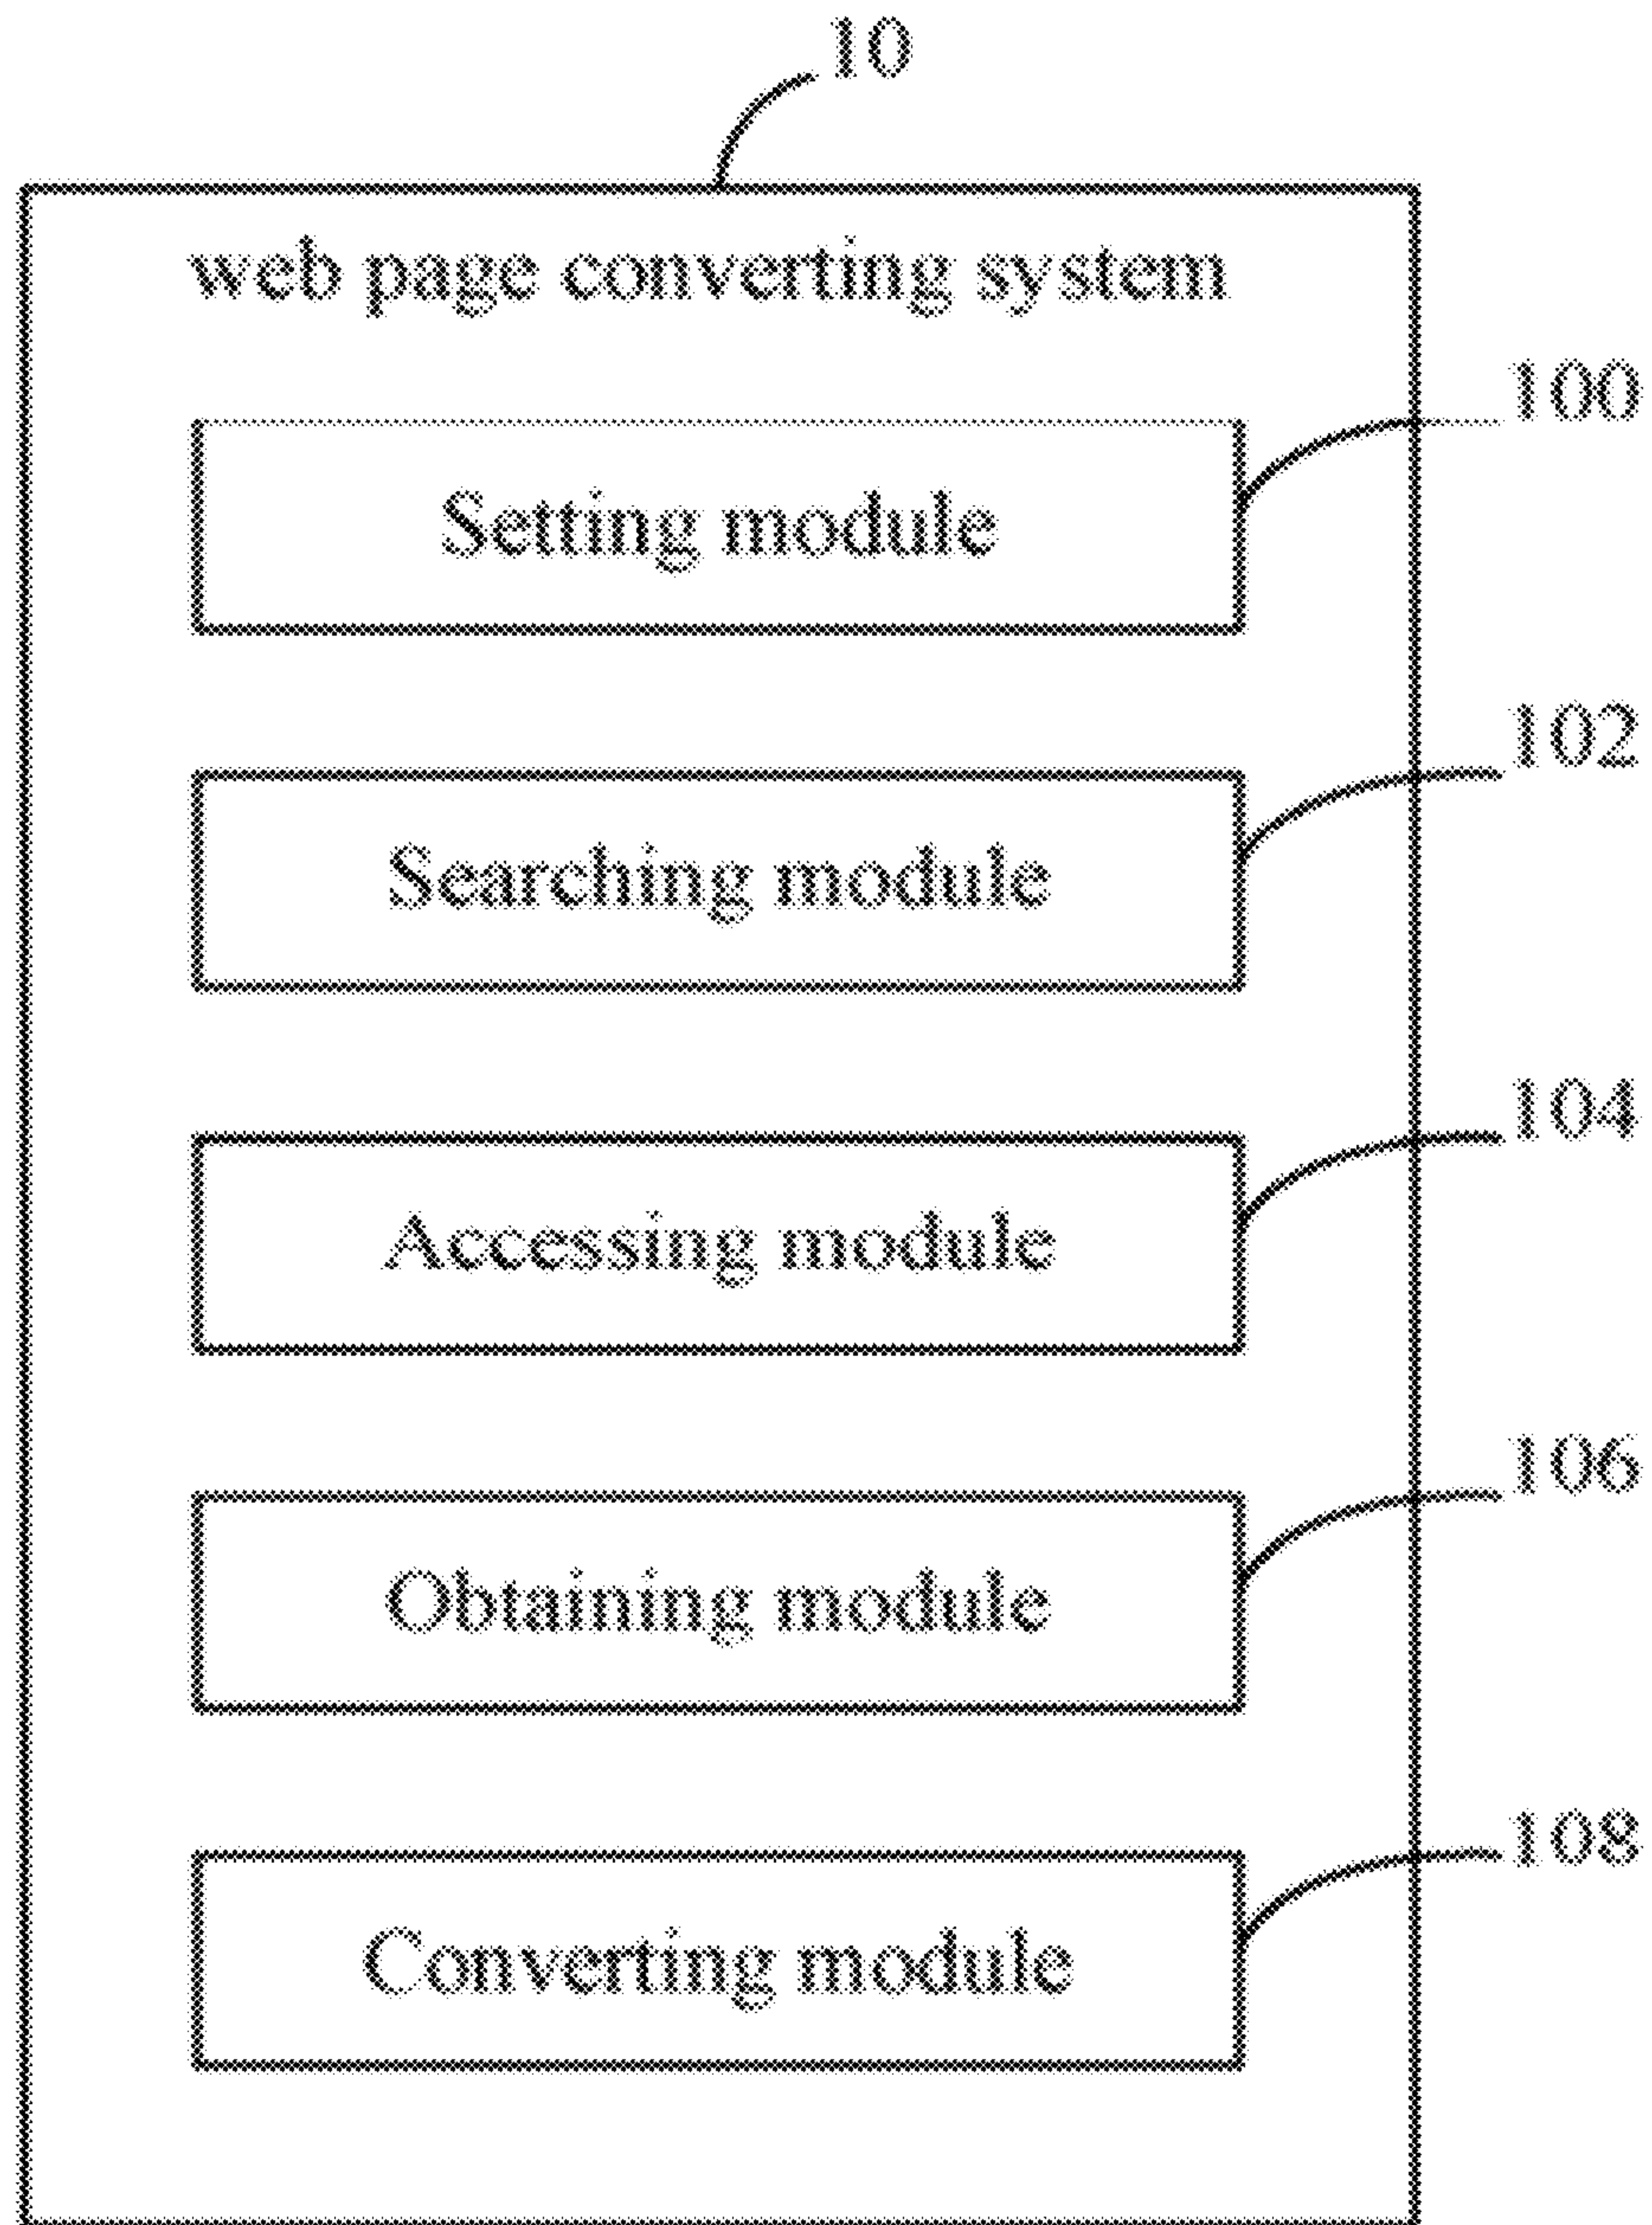 10
web page converting system
100
Setting module
102
Searching module
104
Accessing module
106
Obtaining module
108
Converting module